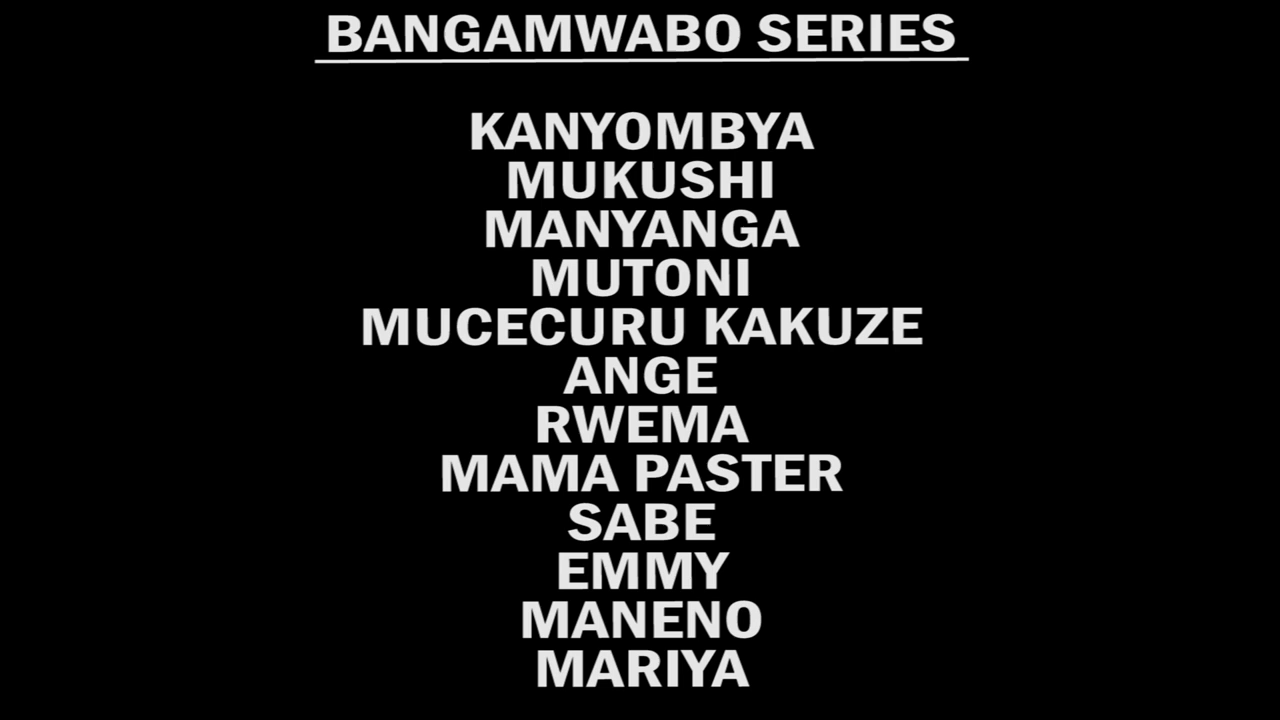 BANGAMWABO SERIES
KANYOMBYA
MUKUSHI
MANYANGA
MUTONI
MUCECURU KAKUZE
ANGE
RWEMA
MAMA PASTER
SABE
EMMY
MANENO
MARIYA